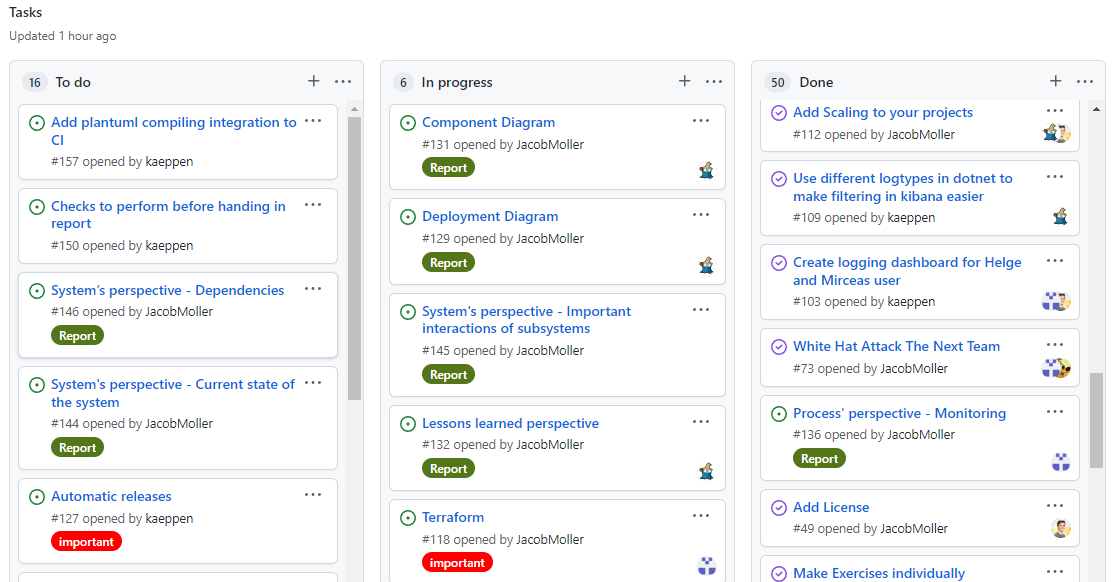 Tasks
Updated 1 hour ago
16 To do
Add plantuml compiling integration to
CI
#157 opened by kaeppen
Checks to perform before handing in
report
#150 opened by kaeppen
System's perspective - Dependencies
#146 opened by JacobMoller
Report
System's perspective - Current state of
the system
#144 opened by JacobMoller
Report
Automatic releases
#127 opened by kaeppen
important
6 In progress
Component Diagram
#131 opened by JacobMoller
Report
Deployment Diagram
#129 opened by JacobMoller
Report
System's perspective - Important
interactions of subsystems
#145 opened by JacobMoller
Report
Lessons learned perspective
#132 opened by JacobMoller
Report
Terraform
#118 opened by JacobMoller
important
50 Done
Add Scaling to your projects
#112 opened by JacobMoller
Use different logtypes in dotnet to
make filtering in kibana easier
#109 opened by kaeppen
Create logging dashboard for Helge
and Mirceas user
#103 opened by kaeppen
White Hat Attack The Next Team
#73 opened by JacobMoller
Process' perspective - Monitoring
#136 opened by JacobMoller
Report
Add License
#49 opened by JacobMoller
Make Exercises individually